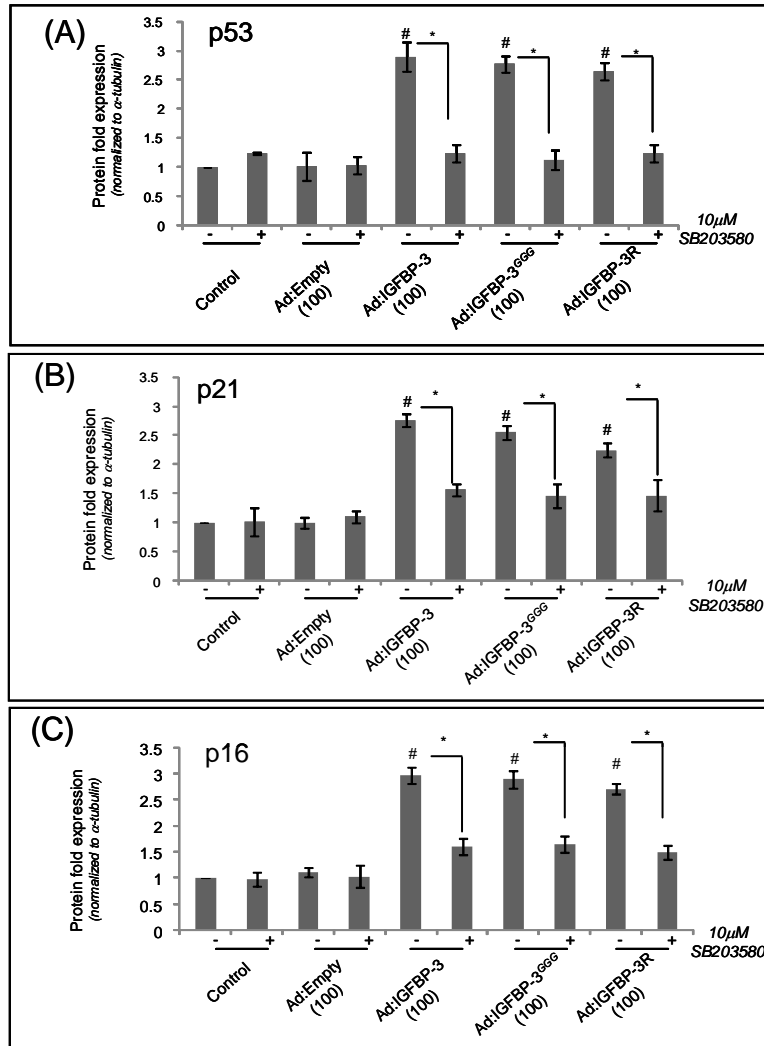 (A)
p53
Protein fold expression
(normalized to α-tubulin)
3.5
3
2.5
2
1.5
1
0.5
0
# * # * # *
- + - + - + - + - +
10μM
SB203580
Control
Ad:Empty
(100)
Ad:IGFBP-3
(100)
Ad:IGFBP-3GGG
(100)
Ad:IGFBP-3R
(100)
(B)
p21
Protein fold expression
(normalized to α-tubulin)
3.5
3
2.5
2
1.5
1
0.5
0
# * # * # *
- + - + - + - + - +
10μM
SB203580
Control
Ad:Empty
(100)
Ad:IGFBP-3
(100)
Ad:IGFBP-3GGG
(100)
Ad:IGFBP-3R
(100)
(C)
p16
Protein fold expression
(normalized to α-tubulin)
3.5
3
2.5
2
1.5
1
0.5
0
# * # * # *
- + - + - + - + - +
10μM
SB203580
Control
Ad:Empty
(100)
Ad:IGFBP-3
(100)
Ad:IGFBP-3GGG
(100)
Ad:IGFBP-3R
(100)